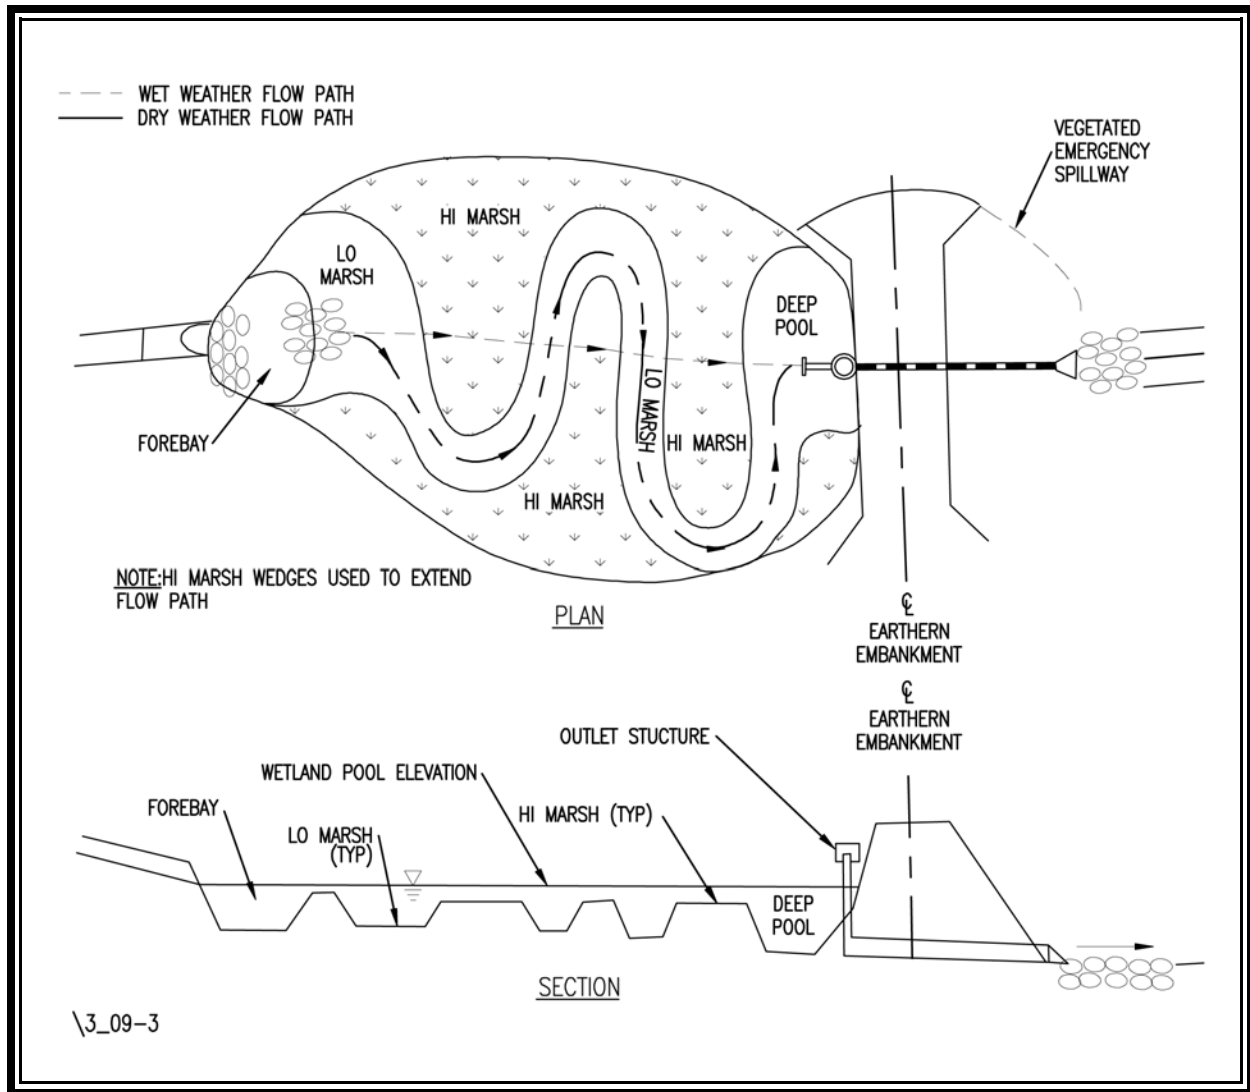 WET WEATHER FLOW PATH
DRY WEATHER FLOW PATH
VEGETATED
EMERGENCY
SPILLWAY
HI MARSH
LO
MARSH
DEEP
POOL
FOREBAY
LO MARSH
HI MARSH
HI MARSH
NOTE:HI MARSH WEDGES USED TO EXTEND
FLOW PATH
PLAN
℄
EARTHERN
EMBANKMENT
℄
EARTHERN
EMBANKMENT
OUTLET STUCTURE
WETLAND POOL ELEVATION
FOREBAY
HI MARSH (TYP)
LO MARSH
(TYP)
DEEP
POOL
SECTION
\3_09-3